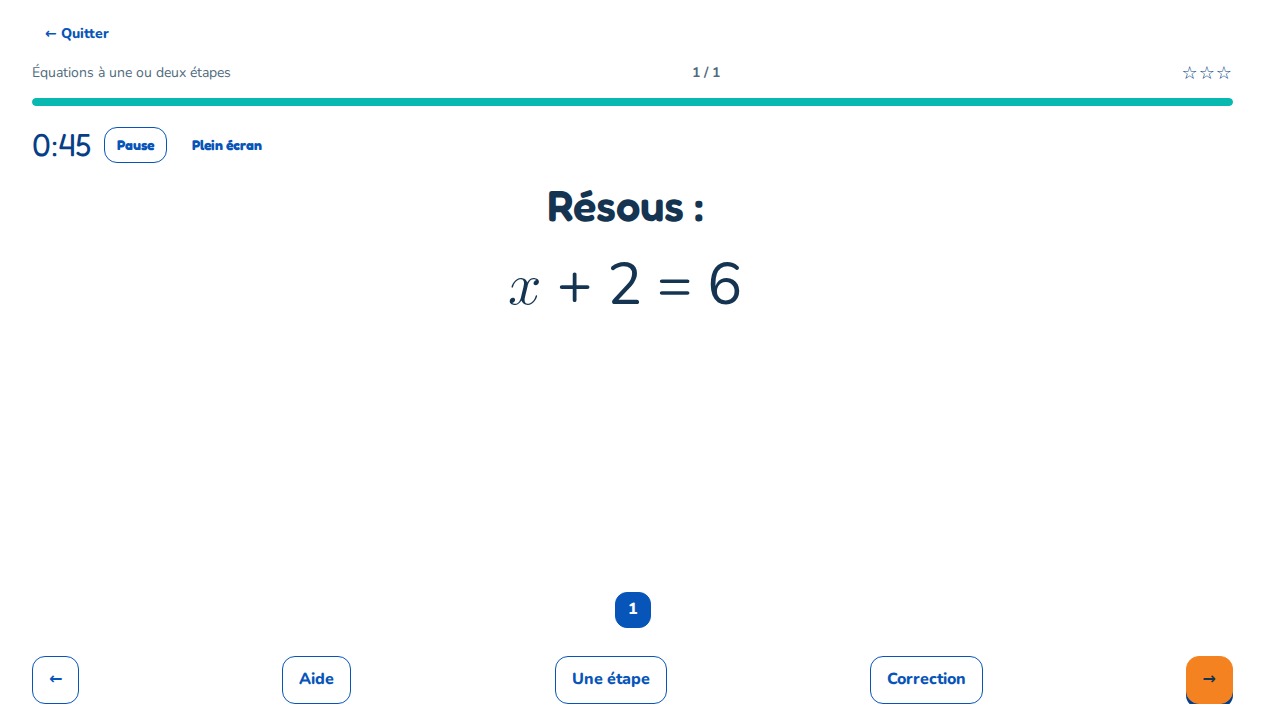 ← Quitter
Équations à une ou deux étapes 1 / 1 ☆☆☆
0:45 Pause Plein écran
Résous :
x + 2 = 6
1
← Aide Une étape Correction →